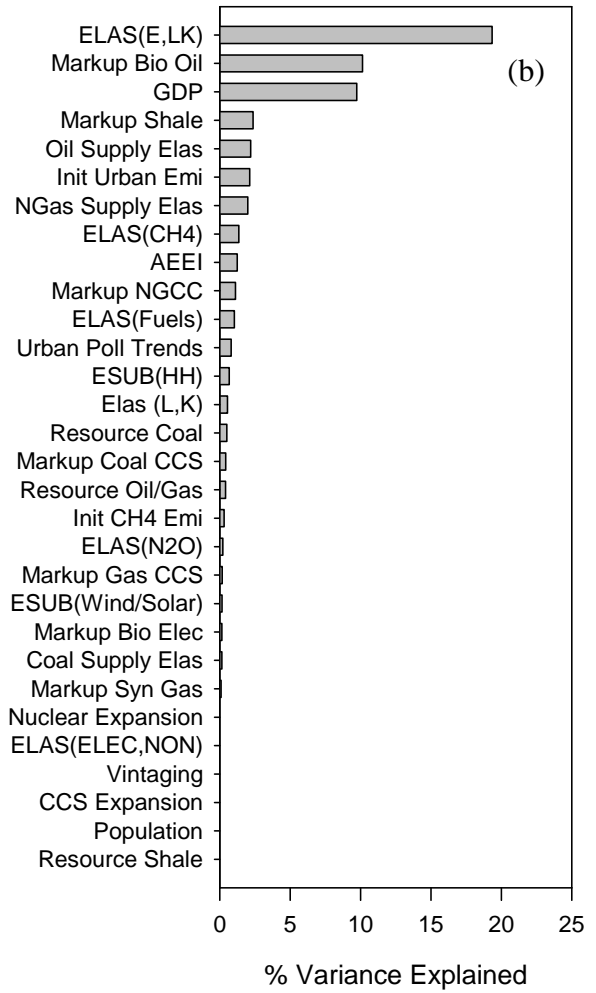 ELAS(E,LK)
Markup Bio Oil
(b)
GDP
Markup Shale
Oil Supply Elas
Init Urban Emi
NGas Supply Elas
ELAS(CH4)
AEEI
Markup NGCC
ELAS(Fuels)
Urban Poll Trends
ESUB(HH)
Elas (L,K)
Resource Coal
Markup Coal CCS
Resource Oil/Gas
Init CH4 Emi
ELAS(N2O)
Markup Gas CCS
ESUB(Wind/Solar)
Markup Bio Elec
Coal Supply Elas
Markup Syn Gas
Nuclear Expansion
ELAS(ELEC,NON)
Vintaging
CCS Expansion
Population
Resource Shale
0 5 10 15 20 25
% Variance Explained